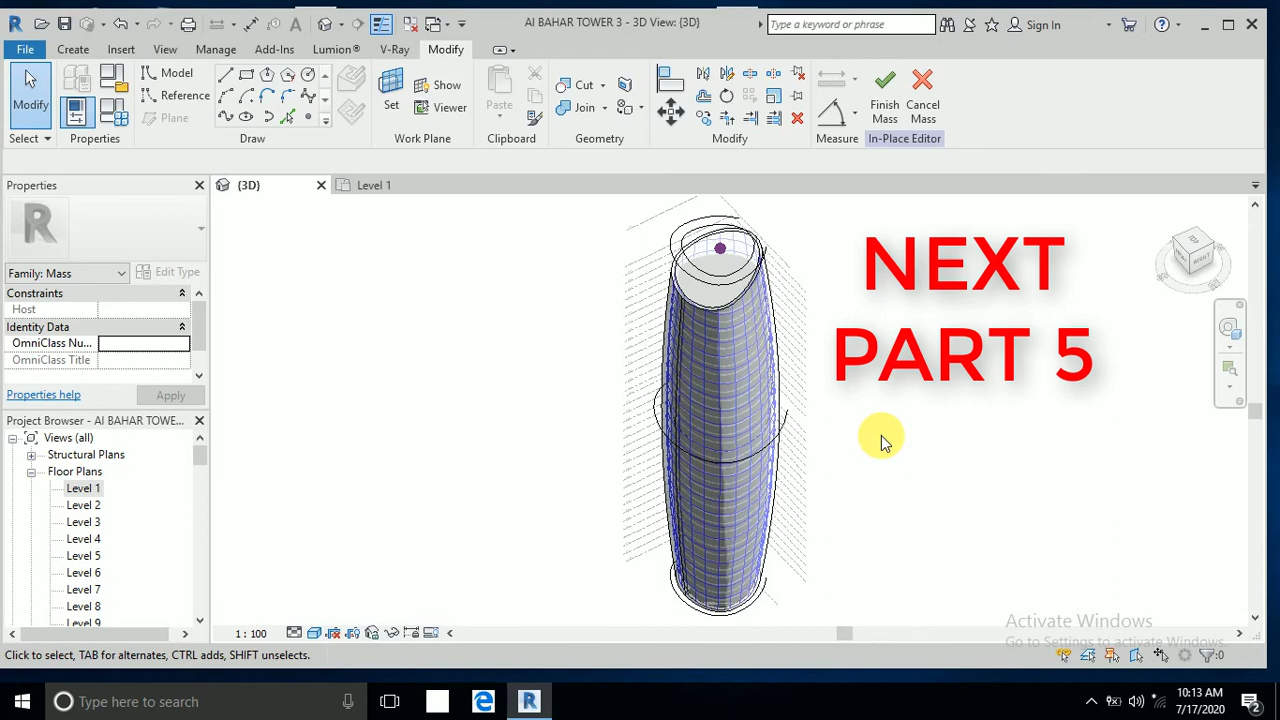 AI BAHAR TOWER 3 - 3D View: {3D}
Type a keyword or phrase
Sign In
File
Create
Insert
View
Manage
Add-Ins
Lumion®
V-Ray
Modify
Modify
Select
Properties
Model
Reference
Plane
Draw
Set
Show
Viewer
Work Plane
Paste
Clipboard
Cut
Join
Geometry
Modify
Measure
Finish
Mass
Cancel
Mass
In-Place Editor
Properties
{3D}
Level 1
R
Family: Mass
Edit Type
Constraints
Host
Identity Data
OmniClass Nu...
OmniClass Title
Properties help
Apply
Project Browser - AI BAHAR TOWE...
Views (all)
Structural Plans
Floor Plans
Level 1
Level 2
Level 3
Level 4
Level 5
Level 6
Level 7
Level 8
Level 9
NEXT
PART 5
TOP
RIGHT
1 : 100
Activate Windows
Go to Settings to activate Windows.
Click to select, TAB for alternates, CTRL adds, SHIFT unselects.
:0
Type here to search
10:13 AM
7/17/2020
2